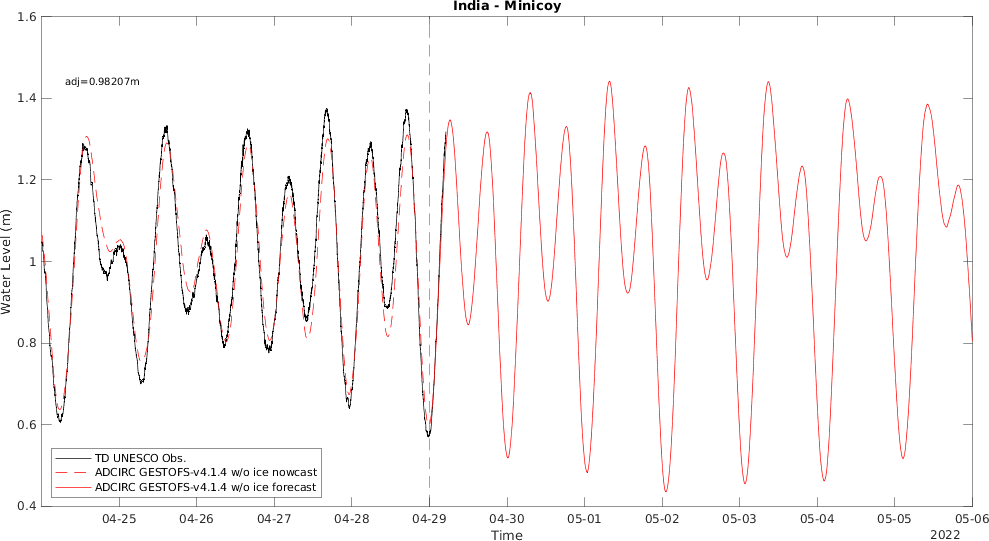 India - Minicoy
1.6
1.4
1.2
1
0.8
0.6
0.4
Water Level (m)
adj=0.98207m
TD UNESCO Obs.
ADCIRC GESTOFS-v4.1.4 w/o ice nowcast
ADCIRC GESTOFS-v4.1.4 w/o ice forecast
04-25 04-26 04-27 04-28 04-29 04-30 05-01 05-02 05-03 05-04 05-05 05-06
Time
2022